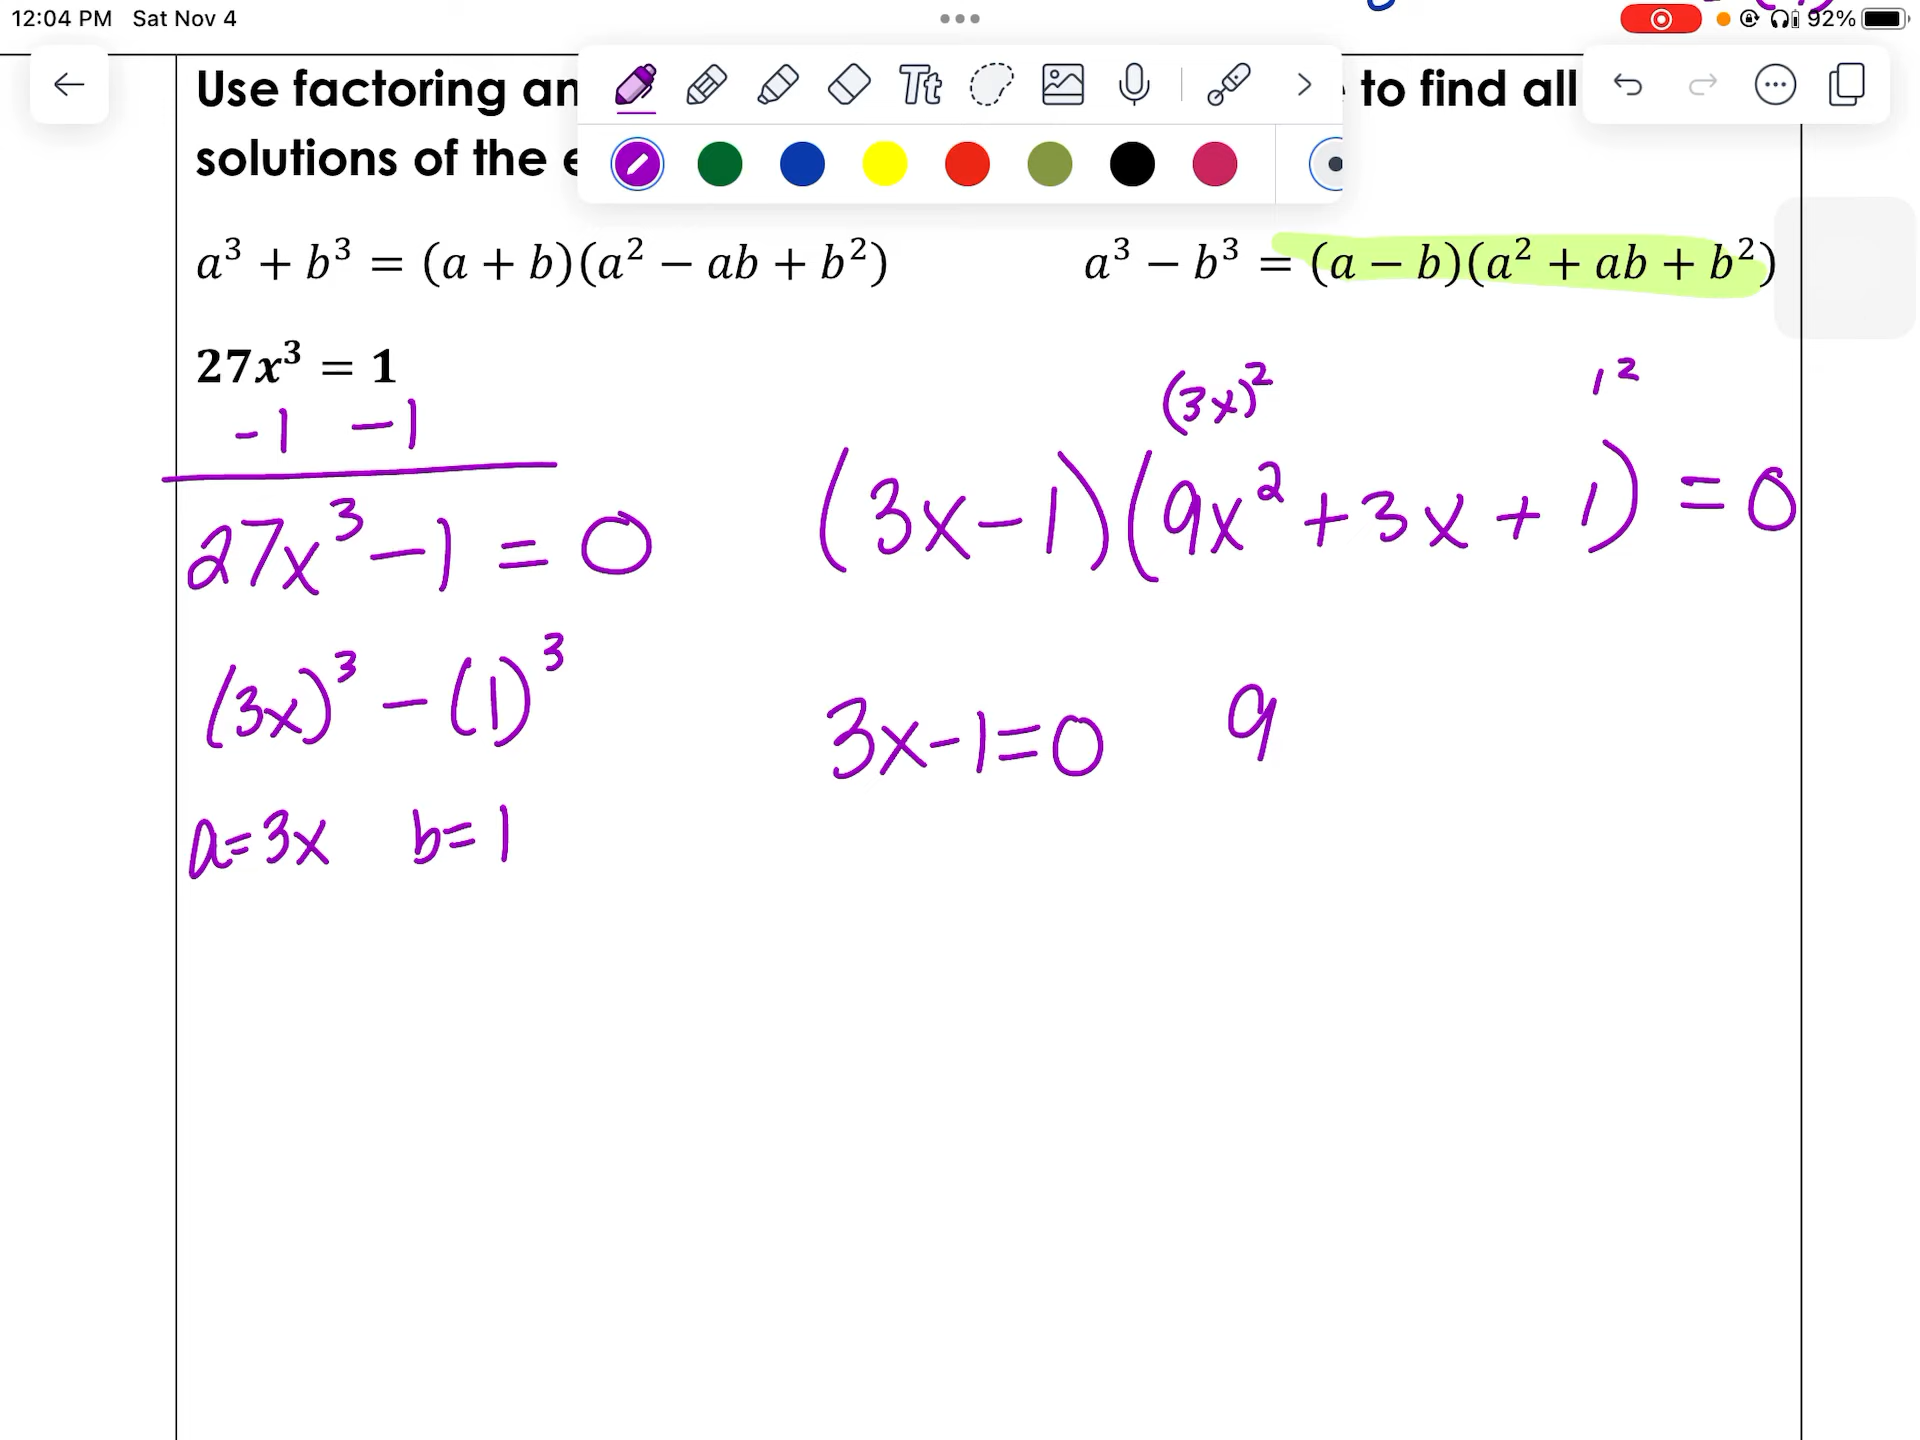 12:04 PM Sat Nov 4
92%
Tt
Use factoring an to find all
solutions of the e
a³ + b³ = (a + b)(a² − ab + b²) a³ − b³ = (a − b)(a² + ab + b²)
27x³ = 1
-1 -1
27x³ - 1 = 0
(3x)³ - (1)³
a = 3x b = 1
(3x)² 1²
(3x - 1)(9x² + 3x + 1) = 0
3x - 1 = 0 9